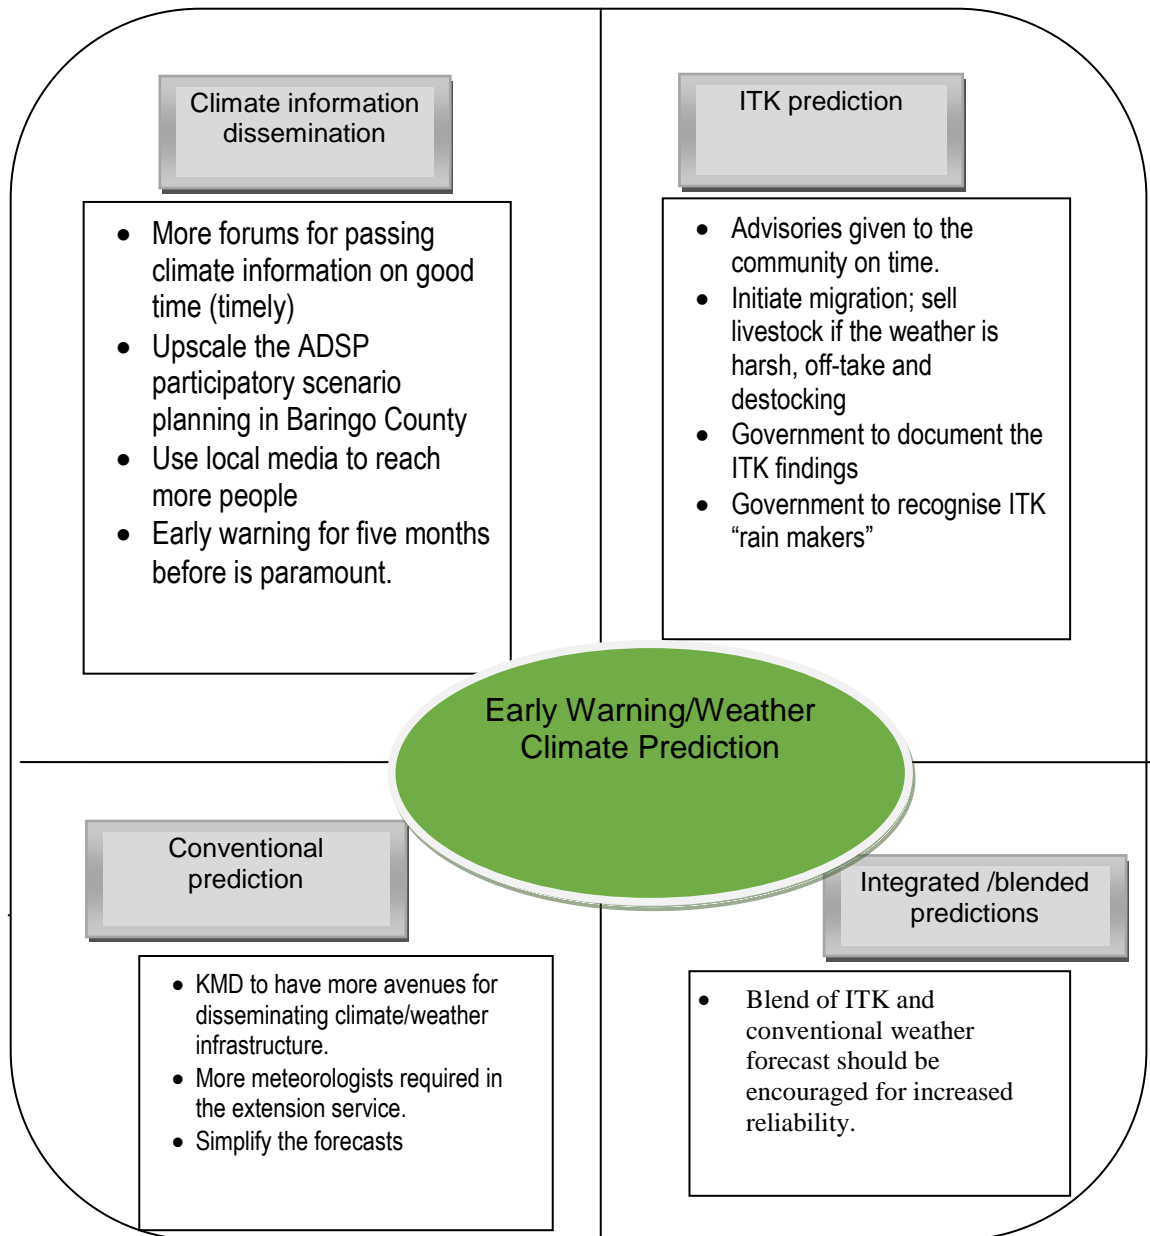 Climate information
dissemination
• More forums for passing
climate information on good
time (timely)
• Upscale the ADSP
participatory scenario
planning in Baringo County
• Use local media to reach
more people
• Early warning for five months
before is paramount.
ITK prediction
• Advisories given to the
community on time.
• Initiate migration; sell
livestock if the weather is
harsh, off-take and
destocking
• Government to document the
ITK findings
• Government to recognise ITK
“rain makers”
Early Warning/Weather
Climate Prediction
Conventional
prediction
• KMD to have more avenues for
disseminating climate/weather
infrastructure.
• More meteorologists required in
the extension service.
• Simplify the forecasts
Integrated /blended
predictions
• Blend of ITK and
conventional weather
forecast should be
encouraged for increased
reliability.